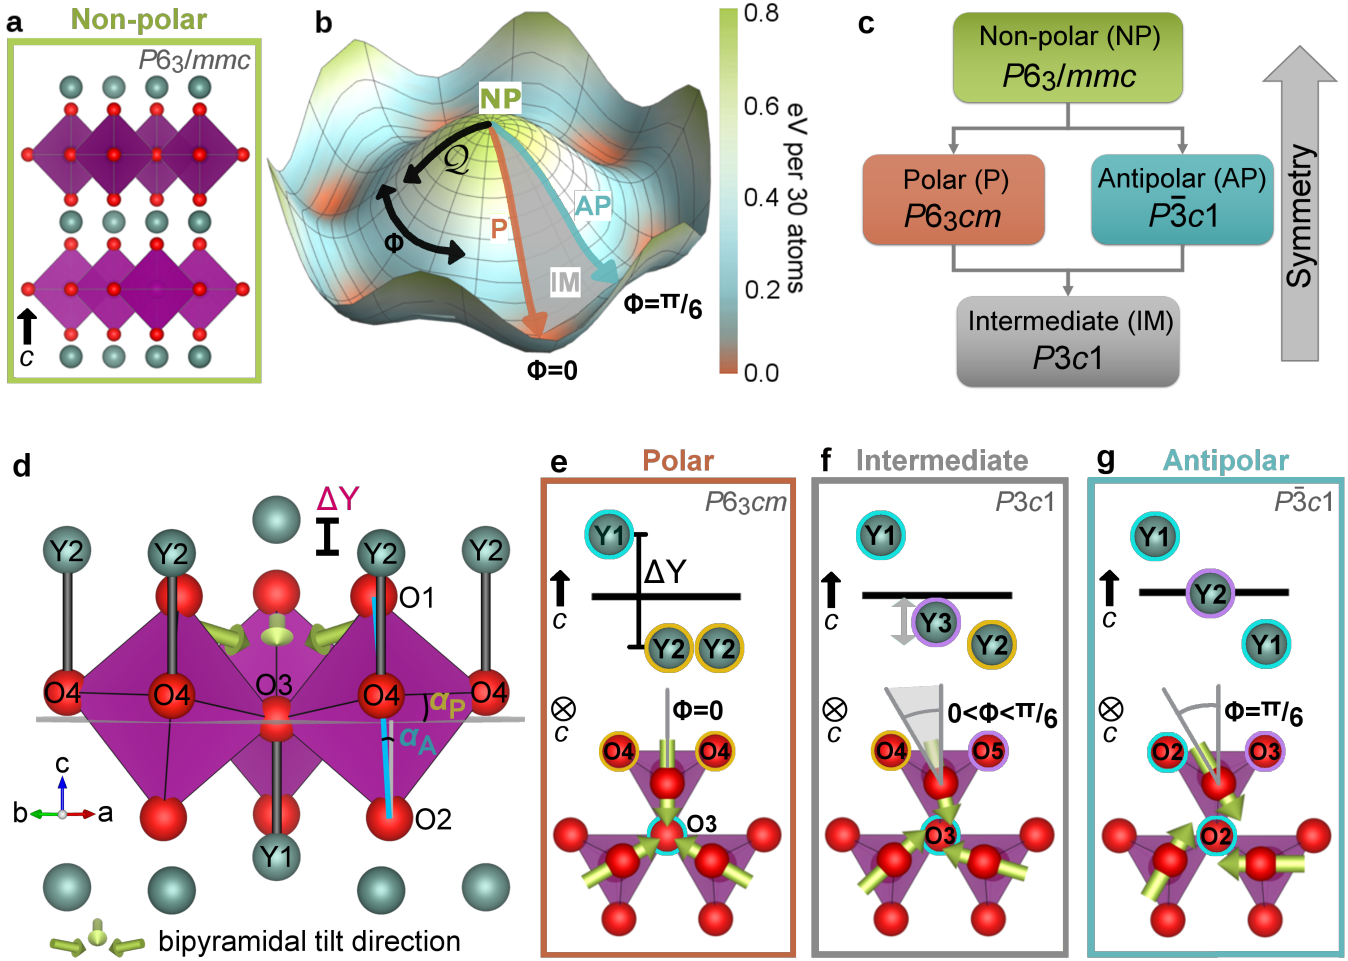 a
Non-polar
P6₃/mmc
c
b
NP
Q
Φ
P
AP
IM
Φ=π/6
Φ=0
0.8
0.6
0.4
0.2
0.0
eV per 30 atoms
c
Non-polar (NP)
P6₃/mmc
Polar (P)
P6₃cm
Antipolar (AP)
P3̄c1
Intermediate (IM)
P3c1
Symmetry
d
ΔY
Y2
Y2
Y2
Y2
O1
O3
O4
O4
O4
O4
αP
αA
O2
Y1
c
b
a
bipyramidal tilt direction
e
Polar
P6₃cm
Y1
ΔY
c
Y2
Y2
c
Φ=0
O4
O4
O3
f
Intermediate
P3c1
Y1
c
Y3
Y2
c
0<Φ<π/6
O4
O5
O3
g
Antipolar
P3̄c1
Y1
c
Y2
Y1
c
Φ=π/6
O2
O3
O2